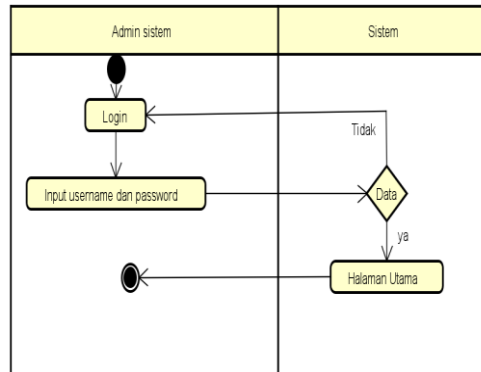 Admin sistem
Sistem
Login
Tidak
Input username dan password
Data
ya
Halaman Utama